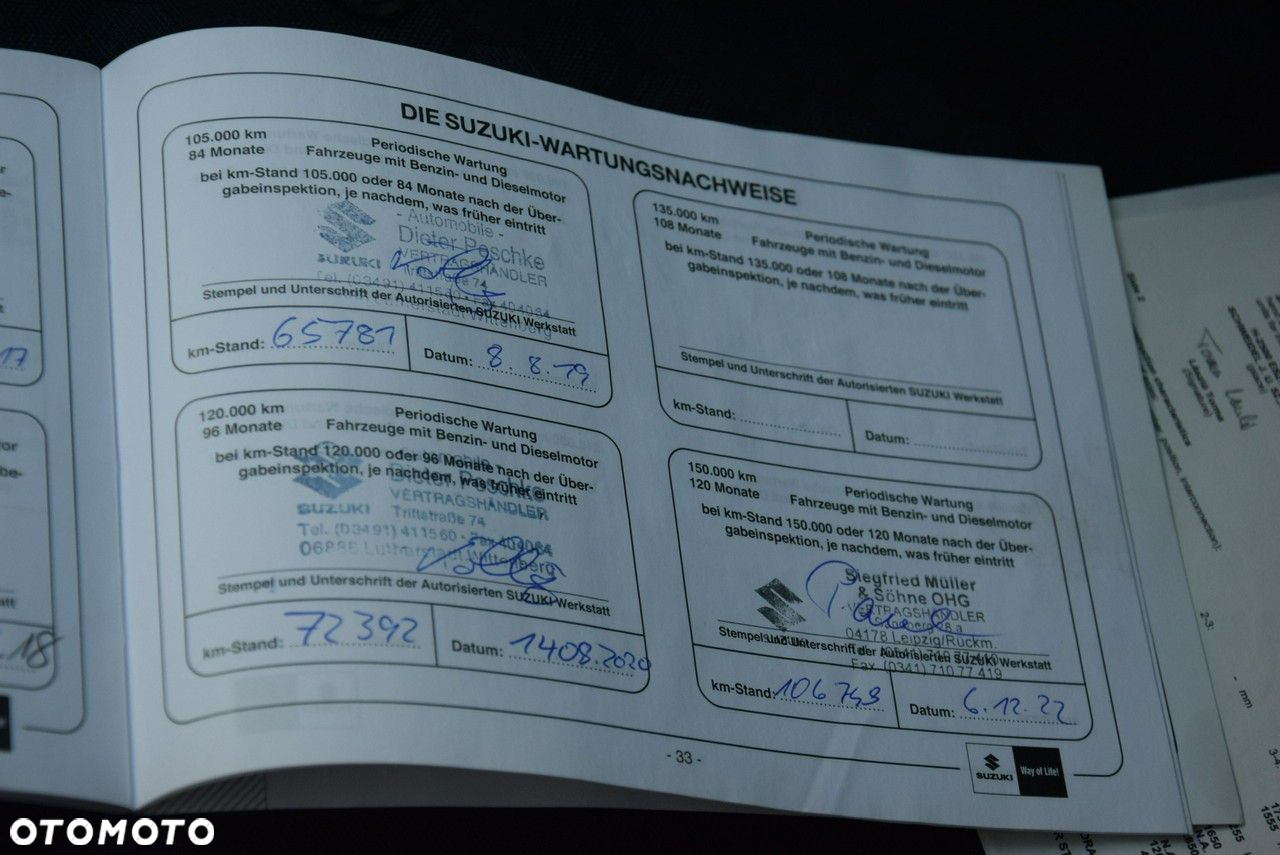 DIE SUZUKI-WARTUNGSNACHWEISE
105.000 km
84 Monate
Periodische Wartung
Fahrzeuge mit Benzin- und Dieselmotor
bei km-Stand 105.000 oder 84 Monate nach der Über-
gabeinspektion, je nachdem, was früher eintritt
- Automobile -
Dieter Peschke
VERTRAGSHÄNDLER
SUZUKI
Tel. (03491) 411560 - Fax 404064
Stempel und Unterschrift der Autorisierten SUZUKI Werkstatt
km-Stand: 65781
Datum: 8.8.19
120.000 km
96 Monate
Periodische Wartung
Fahrzeuge mit Benzin- und Dieselmotor
bei km-Stand 120.000 oder 96 Monate nach der Über-
gabeinspektion, je nachdem, was früher eintritt
Dieter Peschke
VERTRAGSHÄNDLER
SUZUKI
Triftstraße 74
Tel. (03491) 411560 - Fax 404064
06886 Lutherstadt Wittenberg
Stempel und Unterschrift der Autorisierten SUZUKI Werkstatt
km-Stand: 72392
Datum: 14.08.2020
135.000 km
108 Monate
Periodische Wartung
Fahrzeuge mit Benzin- und Dieselmotor
bei km-Stand 135.000 oder 108 Monate nach der Über-
gabeinspektion, je nachdem, was früher eintritt
Stempel und Unterschrift der Autorisierten SUZUKI Werkstatt
km-Stand:
Datum:
150.000 km
120 Monate
Periodische Wartung
Fahrzeuge mit Benzin- und Dieselmotor
bei km-Stand 150.000 oder 120 Monate nach der Über-
gabeinspektion, je nachdem, was früher eintritt
Siegfried Müller
& Söhne OHG
VERTRAGSHÄNDLER
04178 Leipzig/Rückm.
Stempel und Unterschrift der Autorisierten SUZUKI Werkstatt
Fax (0341) 710 77 419
km-Stand: 106749
Datum: 6.12.22
- 33 -
SUZUKI
Way of Life!
OTOMOTO